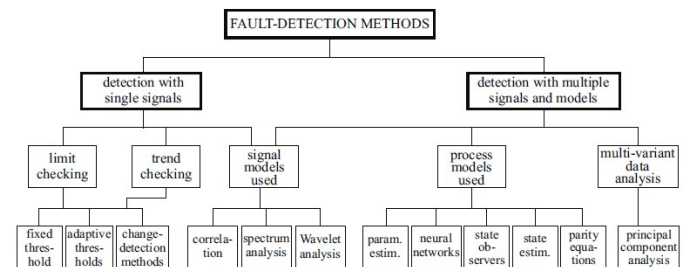 FAULT-DETECTION METHODS
detection with
single signals
detection with multiple
signals and models
limit
checking
trend
checking
signal
models
used
process
models
used
multi-variant
data
analysis
fixed
thres-
hold
adaptive
thres-
holds
change-
detection
methods
correla-
tion
spectrum
analysis
Wavelet
analysis
param.
estim.
neural
networks
state
ob-
servers
state
estim.
parity
equa-
tions
principal
component
analysis